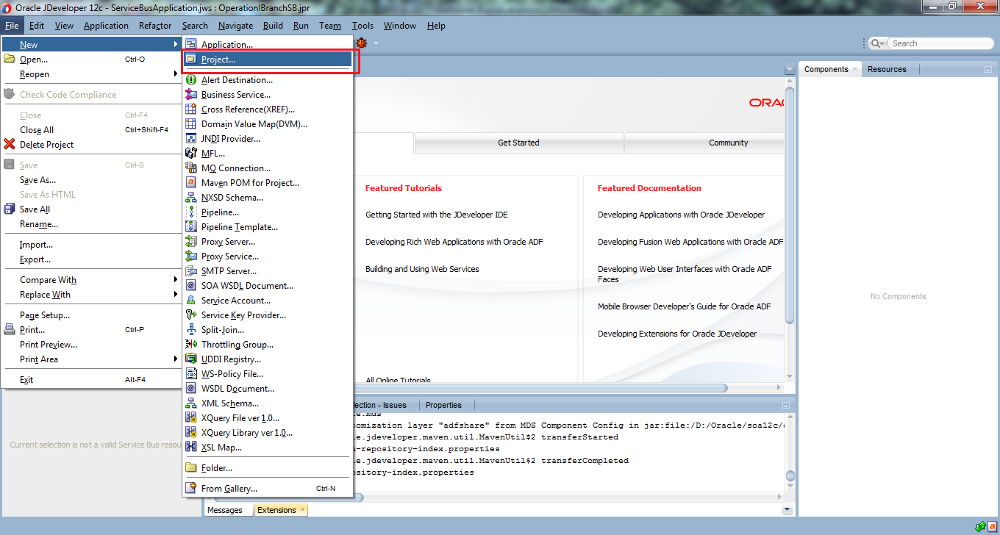 Oracle JDeveloper 12c - ServiceBusApplication.jws : OperationIBranchSB.jpr
File Edit View Application Refactor Search Navigate Build Run Team Tools Window Help
New
Open... Ctrl-O
Reopen
Check Code Compliance
Close Ctrl-F4
Close All Ctrl+Shift-F4
Delete Project
Save Ctrl-S
Save As...
Save As HTML
Save All
Rename...
Import...
Export...
Compare With
Replace With
Page Setup...
Print... Ctrl-P
Print Preview...
Print Area
Exit Alt-F4
Application...
Project...
Alert Destination...
Business Service...
Cross Reference(XREF)...
Domain Value Map(DVM)...
JNDI Provider...
MFL...
MQ Connection...
Maven POM for Project...
NXSD Schema...
Pipeline...
Pipeline Template...
Proxy Server...
Proxy Service...
SMTP Server...
SOA WSDL Document...
Service Account...
Service Key Provider...
Split-Join...
Throttling Group...
UDDI Registry...
WS-Policy File...
WSDL Document...
XML Schema...
XQuery File ver 1.0...
XQuery Library ver 1.0...
XSL Map...
Folder...
From Gallery... Ctrl-N
Search
ORAC
Get Started Community
Featured Tutorials
Getting Started with the JDeveloper IDE
Developing Rich Web Applications with Oracle ADF
Building and Using Web Services
All Online Tutorials
Featured Documentation
Developing Applications with Oracle JDeveloper
Developing Fusion Web Applications with Oracle ADF
Developing Web User Interfaces with Oracle ADF
Faces
Mobile Browser Developer's Guide for Oracle ADF
Developing Extensions for Oracle JDeveloper
Components Resources
No Components
Current selection is not a valid Service Bus resou
lection - Issues Properties
le.mds
tomization layer "adfshare" from MDS Component Config in jar:file:/D:/Oracle/soa12c/
le.jdeveloper.maven.util.MavenUtil$2 transferStarted
n-repository-index.properties
le.jdeveloper.maven.util.MavenUtil$2 transferCompleted
ository-index.properties
Messages Extensions